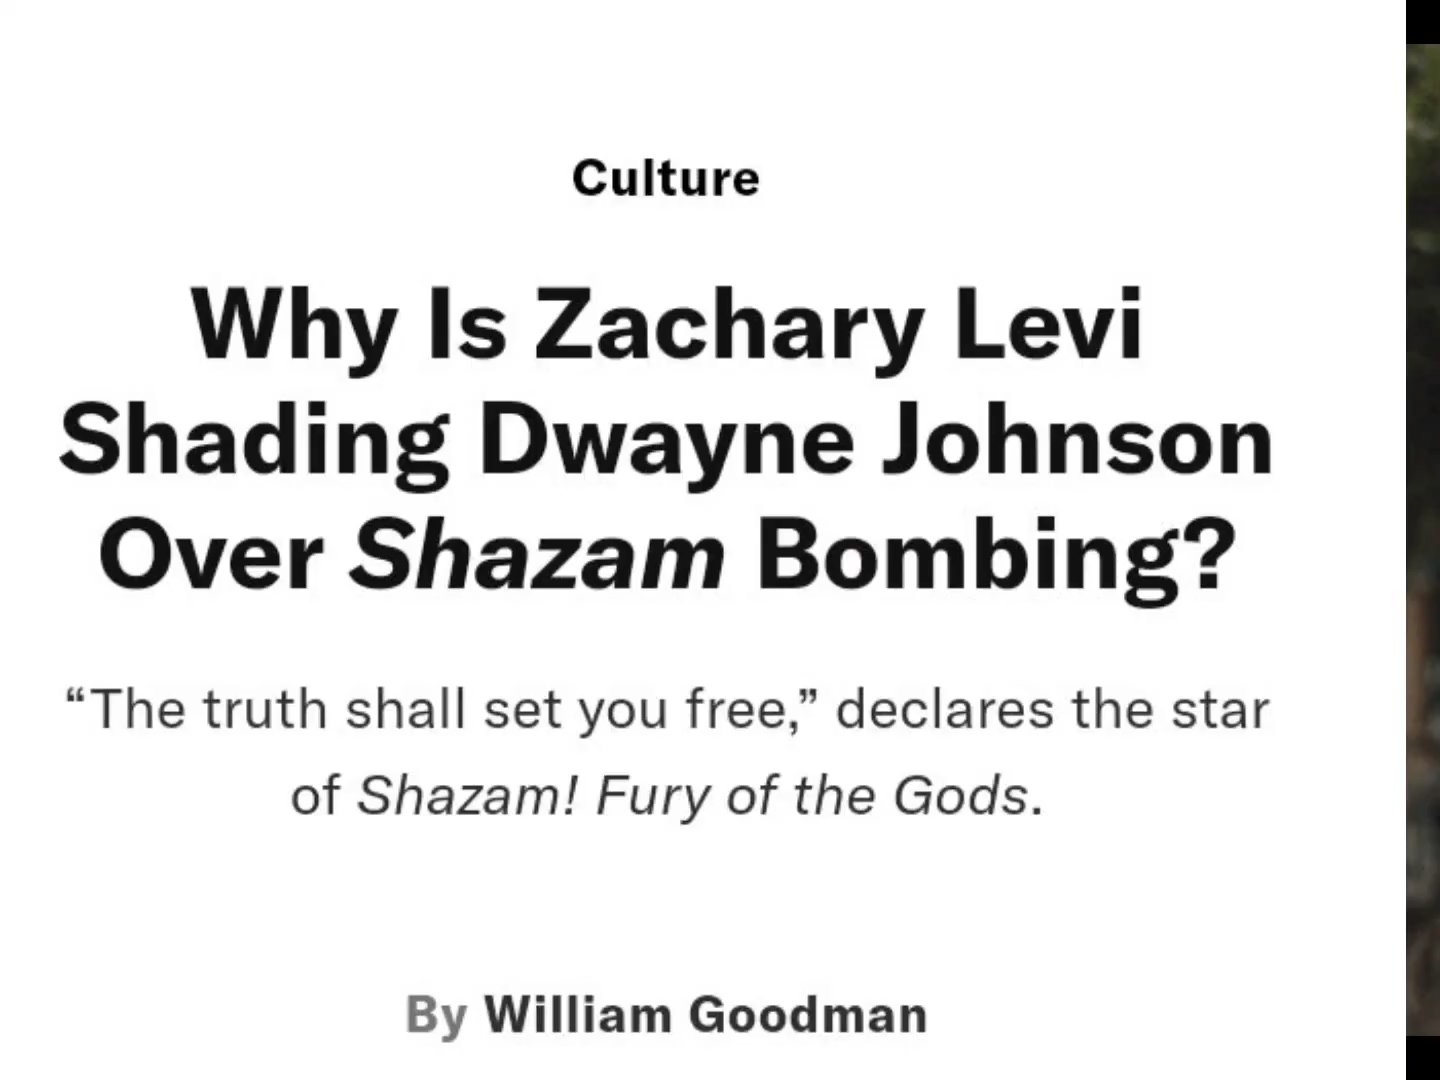 Culture
Why Is Zachary Levi
Shading Dwayne Johnson
Over Shazam Bombing?
“The truth shall set you free,” declares the star
of Shazam! Fury of the Gods.
By William Goodman